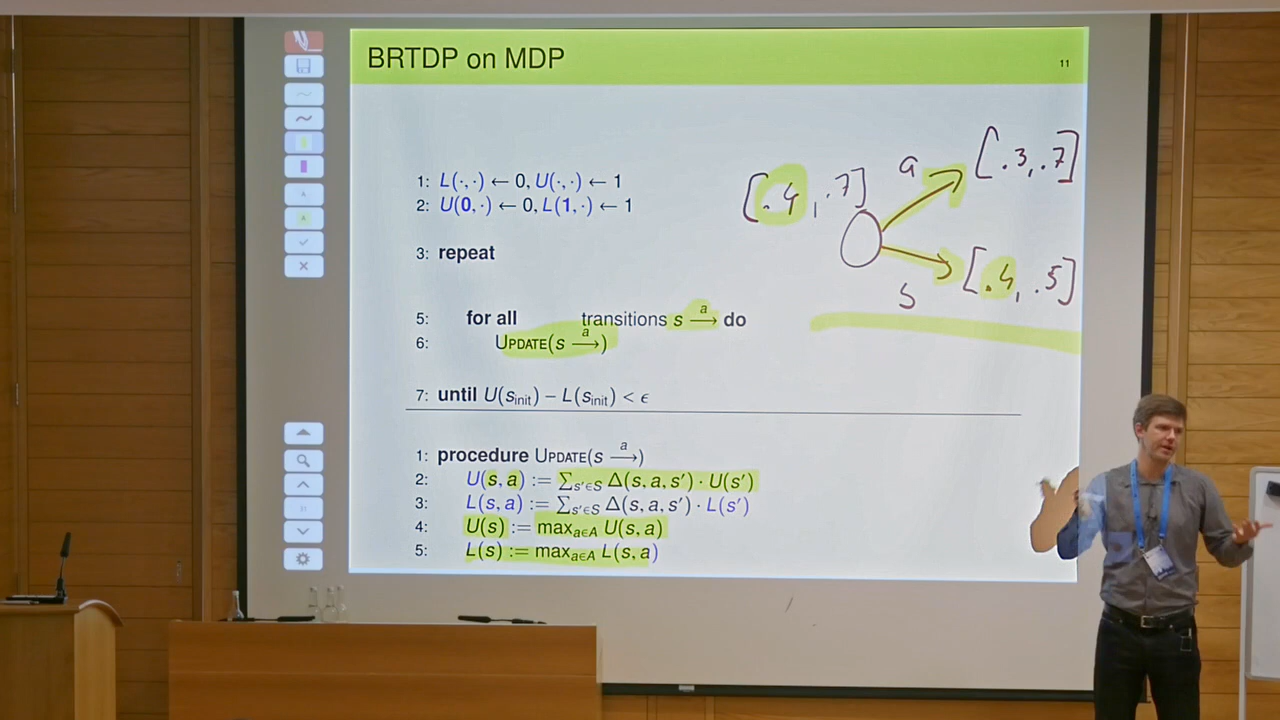 BRTDP on MDP
11
1: L(·,·) ← 0, U(·,·) ← 1
2: U(0,·) ← 0, L(1,·) ← 1
3: repeat
5: for all transitions s —a→ do
6: UPDATE(s —a→)
7: until U(s_init) − L(s_init) < ϵ
a
[.3, .7]
[.4, .7]
[.4, .5]
b
1: procedure UPDATE(s —a→)
2: U(s, a) := ∑_{s'∈S} Δ(s, a, s') · U(s')
3: L(s, a) := ∑_{s'∈S} Δ(s, a, s') · L(s')
4: U(s) := max_{a∈A} U(s, a)
5: L(s) := max_{a∈A} L(s, a)